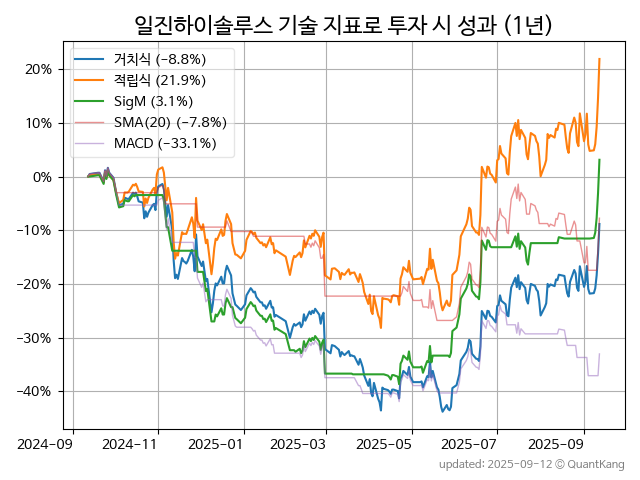 일진하이솔루스 기술 지표로 투자 시 성과 (1년)
거치식 (−8.8%)
적립식 (21.9%)
SigM (3.1%)
SMA(20) (−7.8%)
MACD (−33.1%)
20%
10%
0%
−10%
−20%
−30%
−40%
2024-09
2024-11
2025-01
2025-03
2025-05
2025-07
2025-09
updated: 2025-09-12 © QuantKang